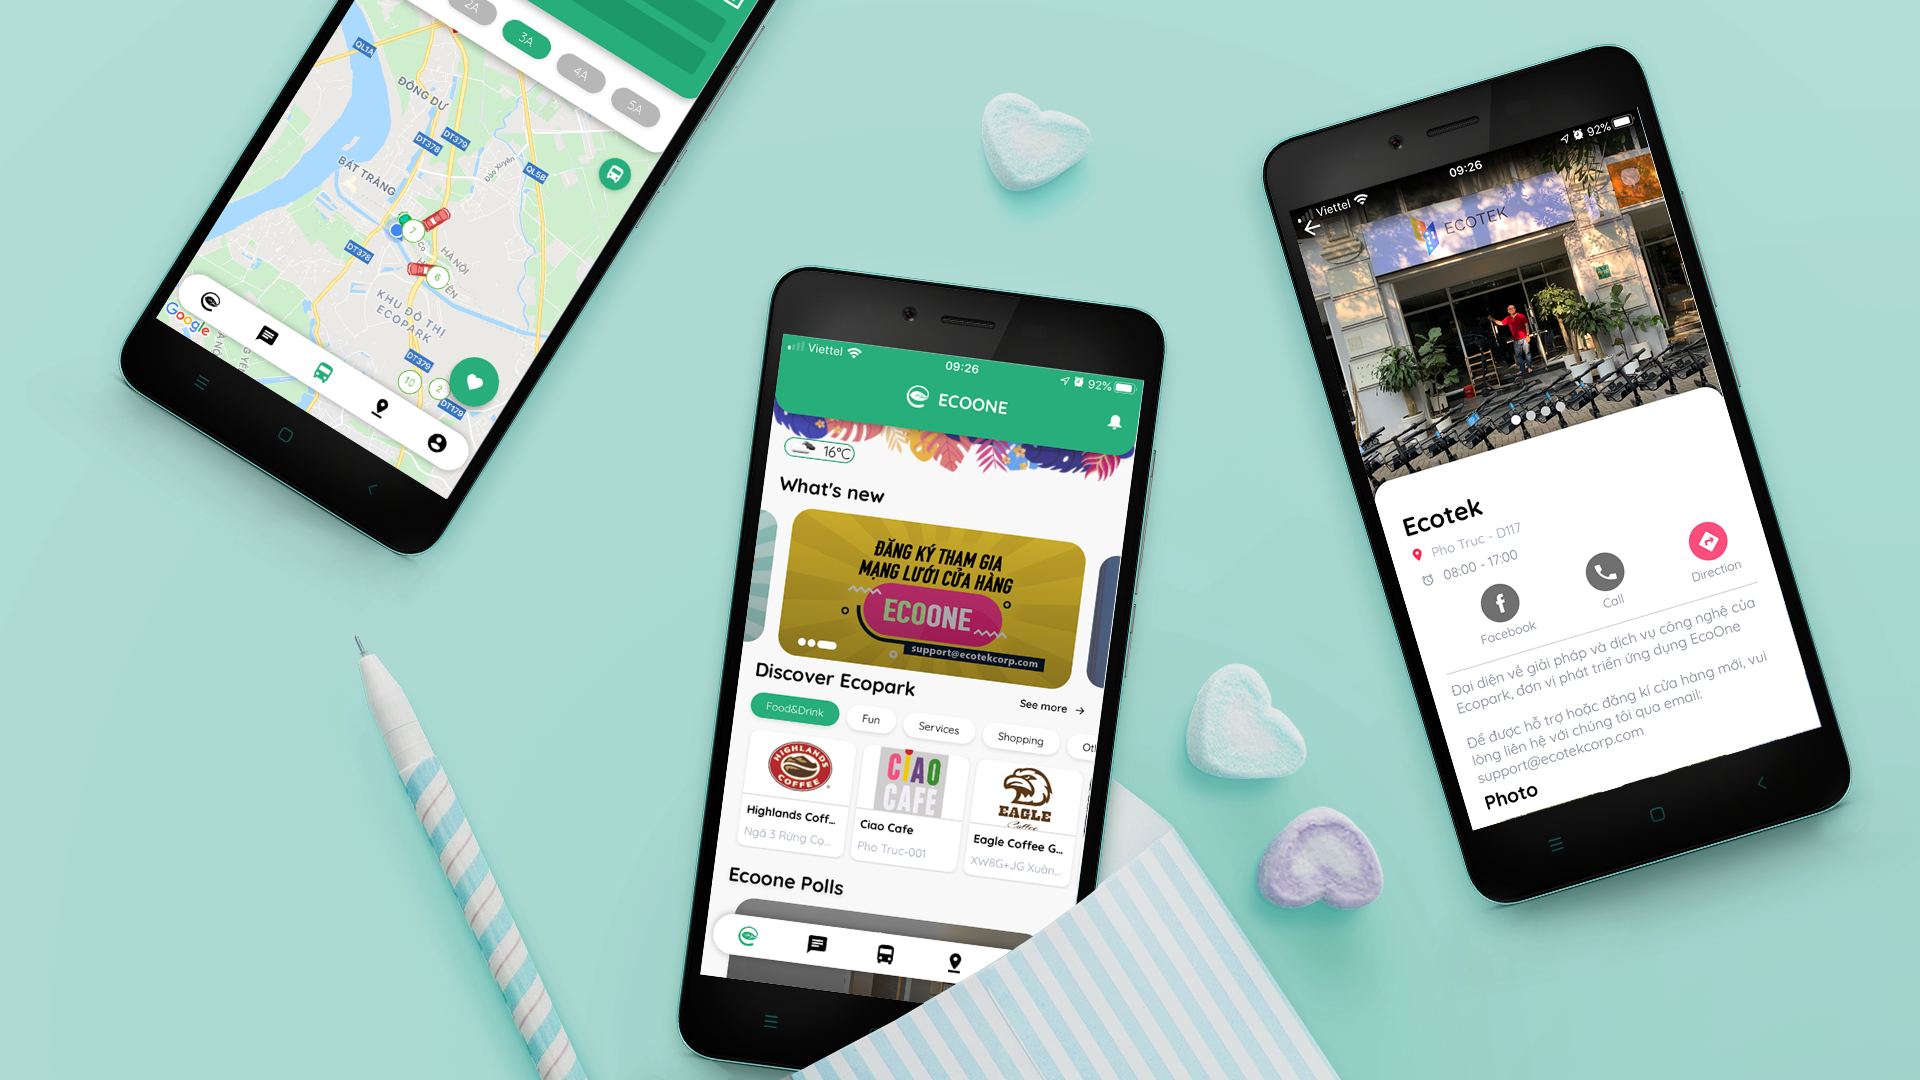 2A
3A
4A
5A
QL1A
ĐÔNG DƯ
DT379
DT378
Đào Xuyên
QL5B
BÁT TRÀNG
7
DT378
HÀ NỘI
6
KHU ĐÔ THỊ
ECOPARK
Google
DT379
10
2
DT179
Viettel
09:26
92%
ECOONE
16°C
What's new
ĐĂNG KÝ THAM GIA
MẠNG LƯỚI CỬA HÀNG
ECOONE
support@ecotekcorp.com
Discover Ecopark
See more
Food&Drink
Fun
Services
Shopping
HIGHLANDS
COFFEE
CIAO
CAFE
EAGLE
Coffee
Highlands Coff...
Ngã 3 Rừng Cọ...
Ciao Cafe
Pho Truc-001
Eagle Coffee G...
XW8G+JG Xuân...
Ecoone Polls
Viettel
09:26
92%
ECOTEK
Ecotek
Pho Truc - D117
08:00 - 17:00
Facebook
Call
Direction
Đại diện về giải pháp và dịch vụ công nghệ của
Ecopark, đơn vị phát triển ứng dụng EcoOne
Để được hỗ trợ hoặc đăng kí cửa hàng mới, vui
lòng liên hệ với chúng tôi qua email:
support@ecotekcorp.com
Photo